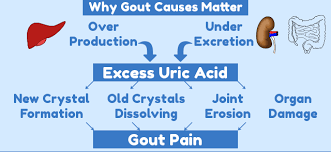 Why Gout Causes Matter
Over
Production
Under
Excretion
Excess Uric Acid
New Crystal
Formation
Old Crystals
Dissolving
Joint
Erosion
Organ
Damage
Gout Pain